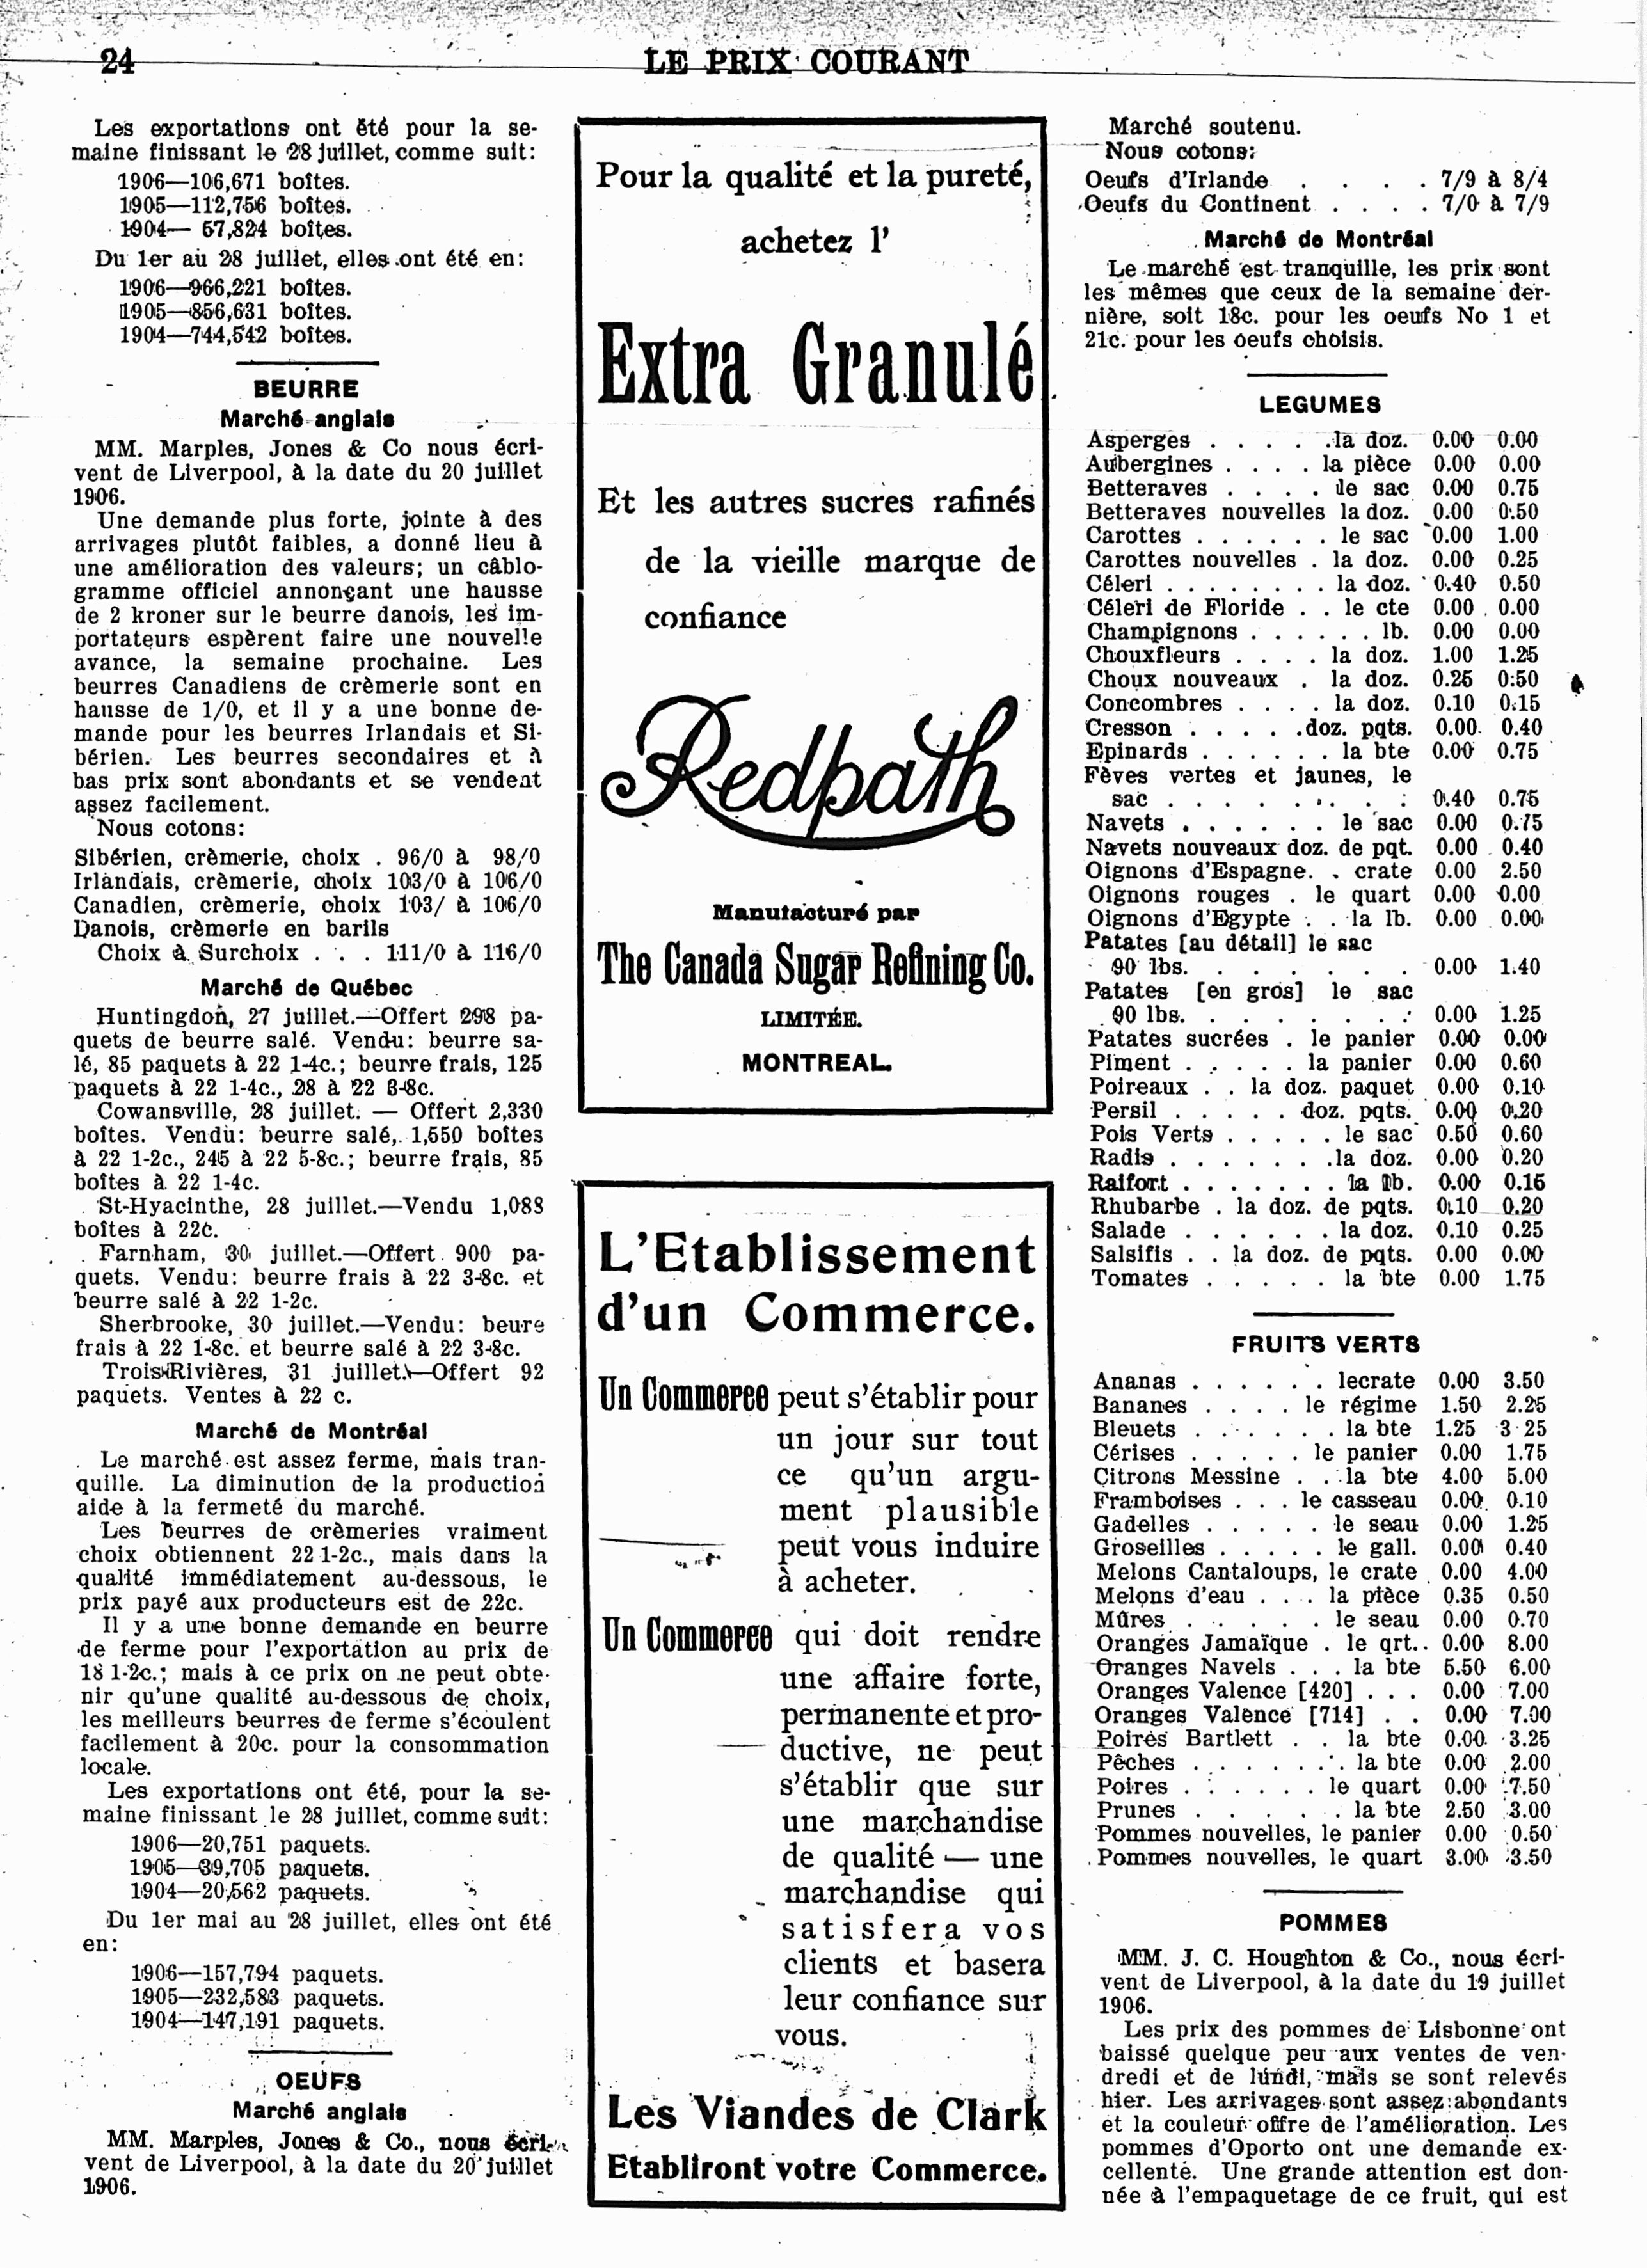 24
LE PRIX COURANT
Les exportations ont été pour la se-
maine finissant le 28 juillet, comme suit:
1906—106,671 boîtes.
1905—112,756 boîtes.
1904— 57,824 boîtes.
Du 1er au 28 juillet, elles ont été en:
1906—966,221 boîtes.
1905—856,631 boîtes.
1904—744,542 boîtes.
BEURRE
Marché anglais
MM. Marples, Jones & Co nous écri-
vent de Liverpool, à la date du 20 juillet
1906.
Une demande plus forte, jointe à des
arrivages plutôt faibles, a donné lieu à
une amélioration des valeurs; un câblo-
gramme officiel annonçant une hausse
de 2 kroner sur le beurre danois, les im-
portateurs espèrent faire une nouvelle
avance, la semaine prochaine. Les
beurres Canadiens de crèmerie sont en
hausse de 1/0, et il y a une bonne de-
mande pour les beurres Irlandais et Si-
bérien. Les beurres secondaires et à
bas prix sont abondants et se vendent
assez facilement.
Nous cotons:
Sibérien, crèmerie, choix . 96/0 à 98/0
Irlandais, crèmerie, choix 103/0 à 106/0
Canadien, crèmerie, choix 103/ à 106/0
Danois, crèmerie en barils
Choix à Surchoix . . . 111/0 à 116/0
Marché de Québec
Huntingdon, 27 juillet.—Offert 298 pa-
quets de beurre salé. Vendu: beurre sa-
lé, 85 paquets à 22 1-4c.; beurre frais, 125
paquets à 22 1-4c., 28 à 22 3-8c.
Cowansville, 28 juillet. — Offert 2,330
boîtes. Vendu: beurre salé, 1,550 boîtes
à 22 1-2c., 245 à 22 5-8c.; beurre frais, 85
boîtes à 22 1-4c.
St-Hyacinthe, 28 juillet.—Vendu 1,088
boîtes à 22c.
Farnham, 30 juillet.—Offert 900 pa-
quets. Vendu: beurre frais à 22 3-8c. et
beurre salé à 22 1-2c.
Sherbrooke, 30 juillet.—Vendu: beure
frais à 22 1-8c. et beurre salé à 22 3-8c.
Trois-Rivières, 31 juillet.—Offert 92
paquets. Ventes à 22 c.
Marché de Montréal
Le marché est assez ferme, mais tran-
quille. La diminution de la production
aide à la fermeté du marché.
Les beurres de crèmeries vraiment
choix obtiennent 22 1-2c., mais dans la
qualité immédiatement au-dessous, le
prix payé aux producteurs est de 22c.
Il y a une bonne demande en beurre
de ferme pour l'exportation au prix de
18 1-2c.; mais à ce prix on ne peut obte-
nir qu'une qualité au-dessous de choix,
les meilleurs beurres de ferme s'écoulent
facilement à 20c. pour la consommation
locale.
Les exportations ont été, pour la se-
maine finissant le 28 juillet, comme suit:
1906—20,751 paquets.
1905—39,705 paquets.
1904—20,562 paquets.
Du 1er mai au 28 juillet, elles ont été
en:
1906—157,794 paquets.
1905—232,583 paquets.
1904—147,191 paquets.
OEUFS
Marché anglais
MM. Marples, Jones & Co., nous écri-
vent de Liverpool, à la date du 20 juillet
1906.
Pour la qualité et la pureté,
achetez l'
Extra Granulé
Et les autres sucres rafinés
de la vieille marque de
confiance
Redpath
Manufacturé par
The Canada Sugar Refining Co.
LIMITÉE.
MONTREAL.
L'Etablissement
d'un Commerce.
Un Commerce peut s'établir pour
un jour sur tout
ce qu'un argu-
ment plausible
peut vous induire
à acheter.
Un Commerce qui doit rendre
une affaire forte,
permanente et pro-
ductive, ne peut
s'établir que sur
une marchandise
de qualité — une
marchandise qui
satisfera vos
clients et basera
leur confiance sur
vous.
Les Viandes de Clark
Etabliront votre Commerce.
Marché soutenu.
Nous cotons:
Oeufs d'Irlande . . . . 7/9 à 8/4
Oeufs du Continent . . . . 7/0 à 7/9
Marché de Montréal
Le marché est tranquille, les prix sont
les mêmes que ceux de la semaine der-
nière, soit 18c. pour les oeufs No 1 et
21c. pour les oeufs choisis.
LEGUMES
Asperges . . . . . la doz. 0.00 0.00
Aubergines . . . . la pièce 0.00 0.00
Betteraves . . . . le sac 0.00 0.75
Betteraves nouvelles la doz. 0.00 0.50
Carottes . . . . . . le sac 0.00 1.00
Carottes nouvelles . la doz. 0.00 0.25
Céleri . . . . . . . . la doz. 0.40 0.50
Céleri de Floride . . le cte 0.00 0.00
Champignons . . . . . . lb. 0.00 0.00
Chouxfleurs . . . . la doz. 1.00 1.25
Choux nouveaux . la doz. 0.25 0.50
Concombres . . . . la doz. 0.10 0.15
Cresson . . . . . doz. pqts. 0.00 0.40
Epinards . . . . . . la bte 0.00 0.75
Fèves vertes et jaunes, le
sac . . . . . . . . . 0.40 0.75
Navets . . . . . . le sac 0.00 0.75
Navets nouveaux doz. de pqt. 0.00 0.40
Oignons d'Espagne. . crate 0.00 2.50
Oignons rouges . le quart 0.00 0.00
Oignons d'Egypte . . la lb. 0.00 0.00
Patates [au détail] le sac
90 lbs. . . . . . . . 0.00 1.40
Patates [en gros] le sac
90 lbs. . . . . . . . 0.00 1.25
Patates sucrées . le panier 0.00 0.00
Piment . . . . . la panier 0.00 0.60
Poireaux . . la doz. paquet 0.00 0.10
Persil . . . . . doz. pqts. 0.00 0.20
Pois Verts . . . . . le sac 0.50 0.60
Radis . . . . . . . la doz. 0.00 0.20
Raifort . . . . . . . la lb. 0.00 0.16
Rhubarbe . la doz. de pqts. 0.10 0.20
Salade . . . . . . la doz. 0.10 0.25
Salsifis . . la doz. de pqts. 0.00 0.00
Tomates . . . . . la bte 0.00 1.75
FRUITS VERTS
Ananas . . . . . . lecrate 0.00 3.50
Bananes . . . . le régime 1.50 2.25
Bleuets . . . . . . la bte 1.25 3 25
Cérises . . . . . le panier 0.00 1.75
Citrons Messine . . la bte 4.00 5.00
Framboises . . . le casseau 0.00 0.10
Gadelles . . . . . le seau 0.00 1.25
Groseilles . . . . . le gall. 0.00 0.40
Melons Cantaloups, le crate 0.00 4.00
Melons d'eau . . . la pièce 0.35 0.50
Mûres . . . . . . le seau 0.00 0.70
Oranges Jamaïque . le qrt.. 0.00 8.00
Oranges Navels . . . la bte 5.50 6.00
Oranges Valence [420] . . . 0.00 7.00
Oranges Valence [714] . . 0.00 7.00
Poires Bartlett . . la bte 0.00 3.25
Pêches . . . . . . . la bte 0.00 2.00
Poires . . . . . . le quart 0.00 7.50
Prunes . . . . . . la bte 2.50 3.00
Pommes nouvelles, le panier 0.00 0.50
Pommes nouvelles, le quart 3.00 3.50
POMMES
MM. J. C. Houghton & Co., nous écri-
vent de Liverpool, à la date du 19 juillet
1906.
Les prix des pommes de Lisbonne ont
baissé quelque peu aux ventes de ven-
dredi et de lundi, mais se sont relevés
hier. Les arrivages sont assez abondants
et la couleur offre de l'amélioration. Les
pommes d'Oporto ont une demande ex-
cellente. Une grande attention est don-
née à l'empaquetage de ce fruit, qui est